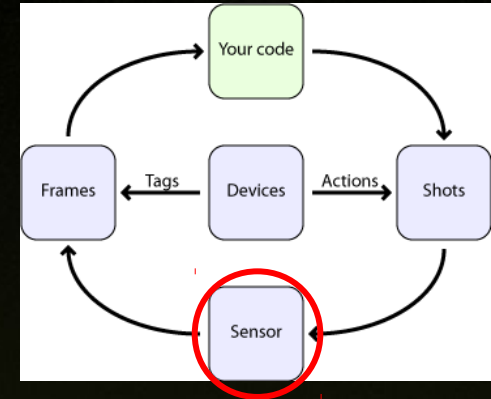 Your code
Frames
Tags
Devices
Actions
Shots
Sensor